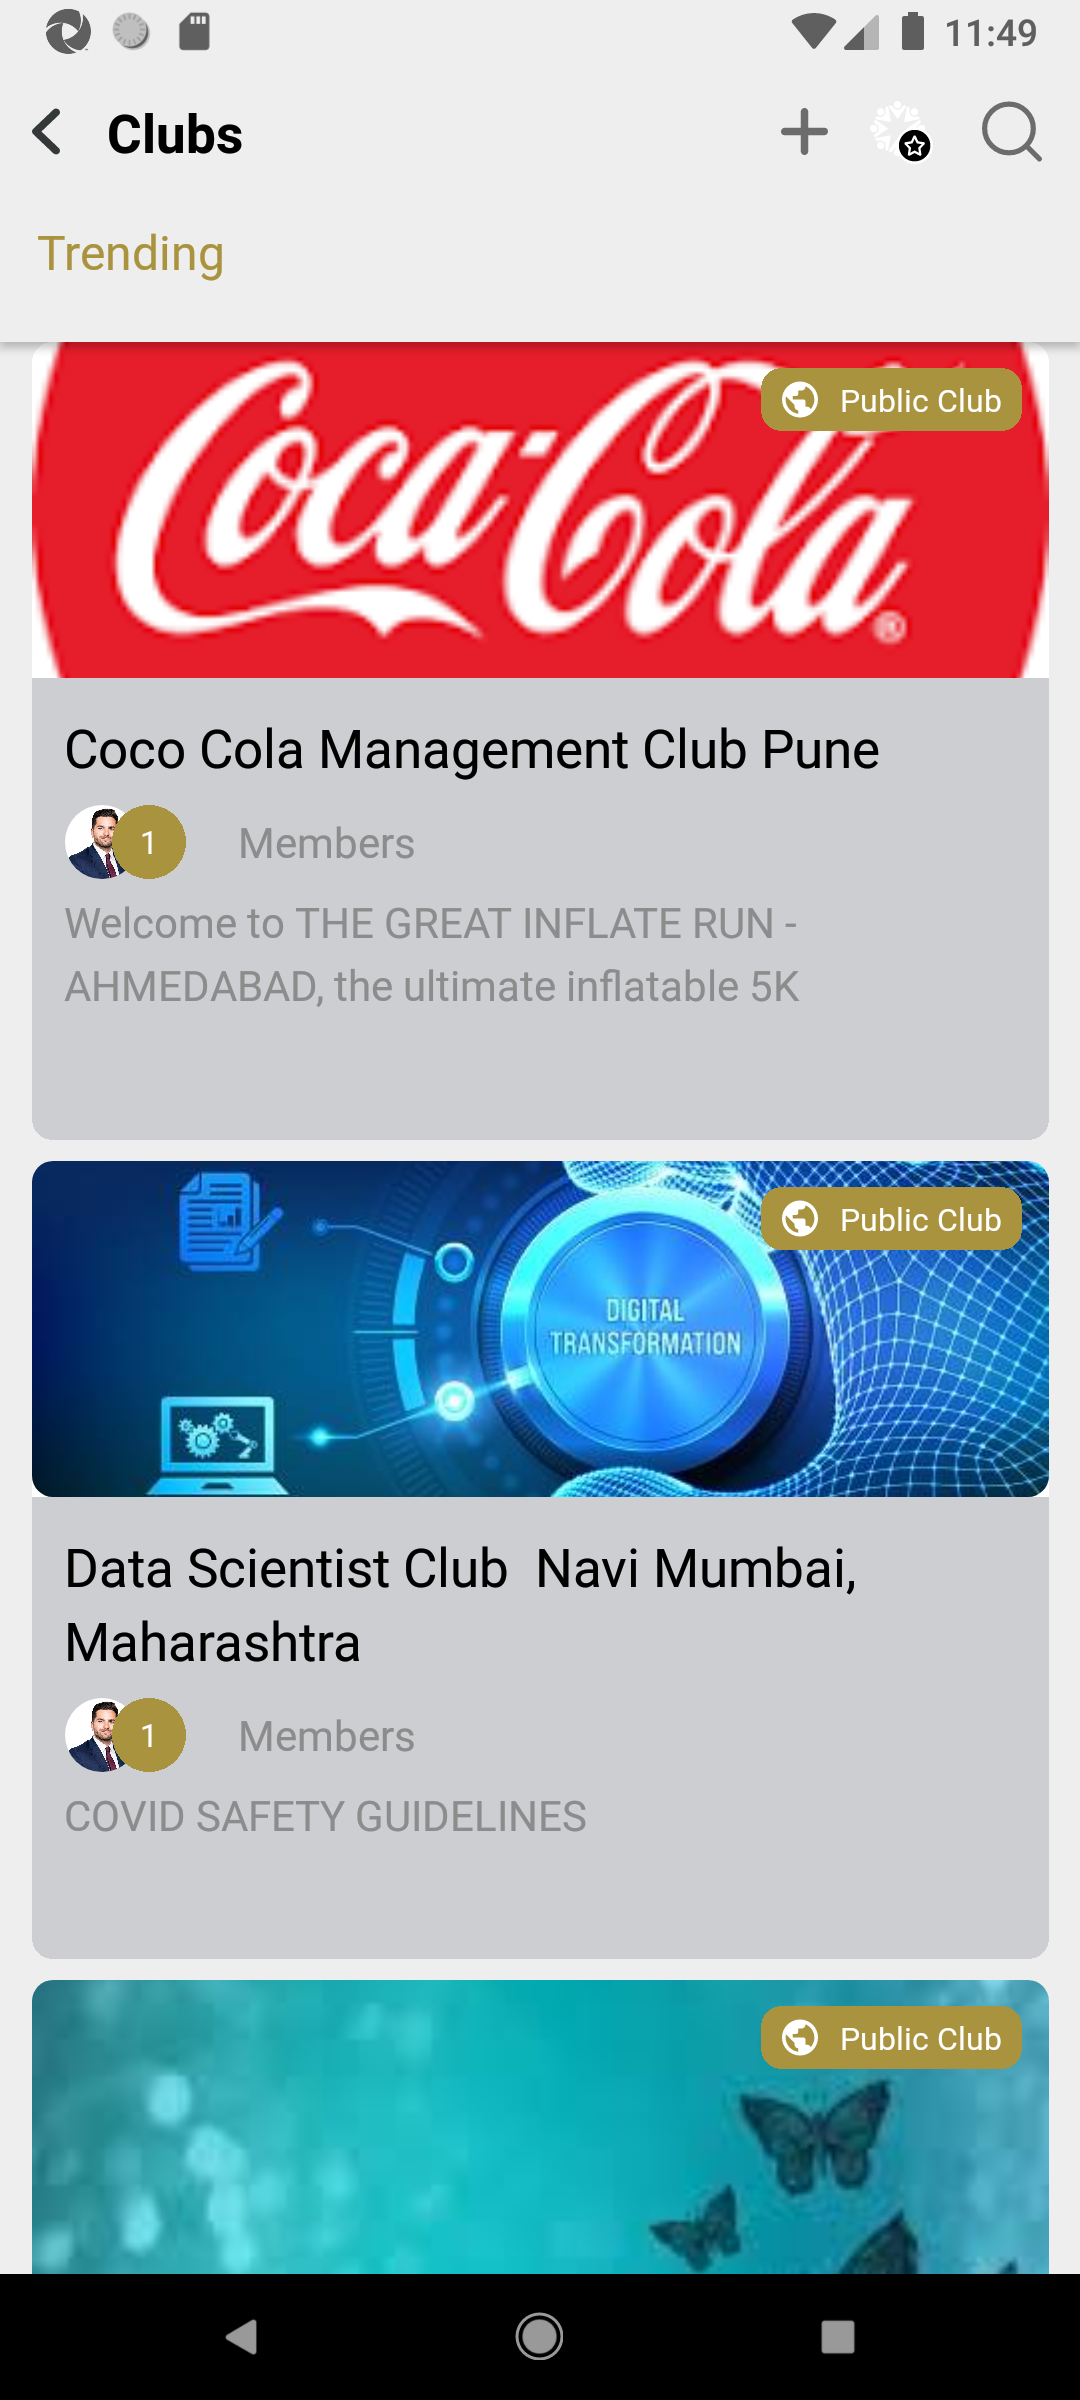 11:49
Clubs
Trending
Coca-Cola®
Public Club
Coco Cola Management Club Pune
1 Members
Welcome to THE GREAT INFLATE RUN -
AHMEDABAD, the ultimate inflatable 5K
Public Club
DIGITAL
TRANSFORMATION
Data Scientist Club  Navi Mumbai,
Maharashtra
1 Members
COVID SAFETY GUIDELINES
Public Club